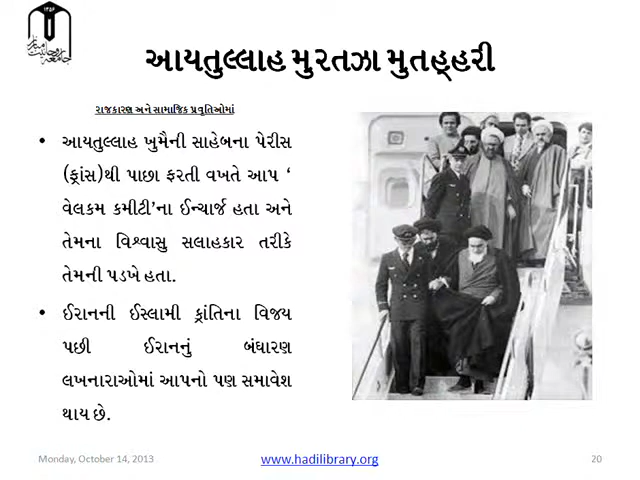 આયતુલ્લાહ મુરતઝા મુતહ્હરી
રાજકારણ અને સામાજિક પ્રવૃતિઓમાં
• આયતુલ્લાહ ખુમૈની સાહેબના પેરીસ
(ફ્રાંસ)થી પાછા ફરતી વખતે આપ ‘
વેલકમ કમીટી’ના ઈન્ચાર્જ હતા અને
તેમના વિશ્વાસુ સલાહકાર તરીકે
તેમની પડખે હતા.
• ઈરાનની ઈસ્લામી ક્રાંતિના વિજય
પછી ઈરાનનું બંધારણ
લખનારાઓમાં આપનો પણ સમાવેશ
થાય છે.
Monday, October 14, 2013
www.hadilibrary.org
20